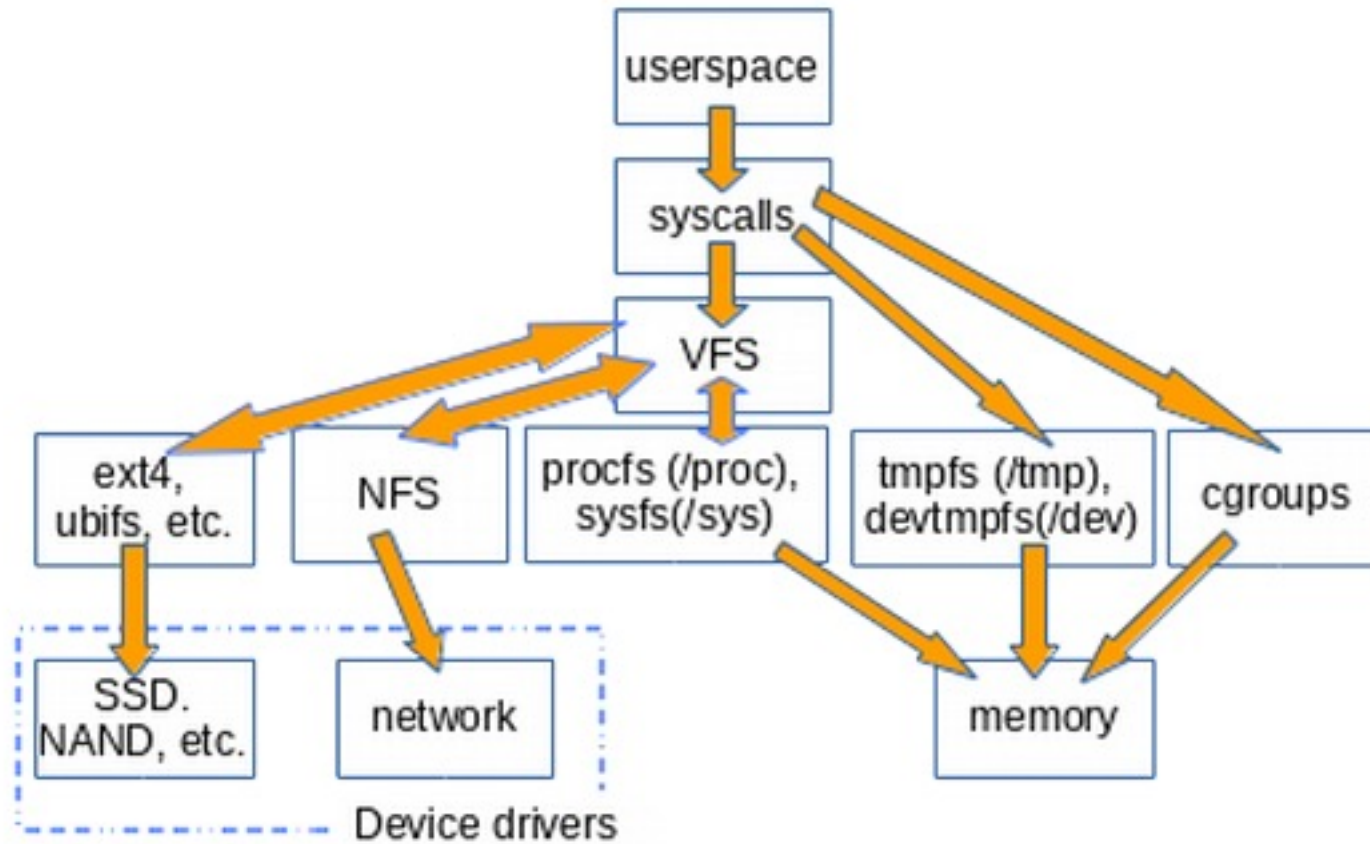 userspace
syscalls
VFS
ext4,
ubifs, etc.
NFS
procfs (/proc),
sysfs(/sys)
tmpfs (/tmp),
devtmpfs(/dev)
cgroups
SSD.
NAND, etc.
network
memory
Device drivers